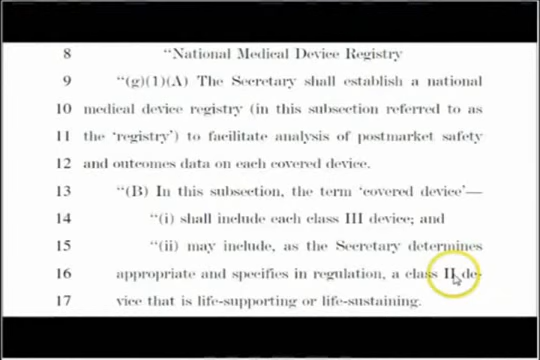 8 “National Medical Device Registry
9 “(g)(1)(A) The Secretary shall establish a national
10 medical device registry (in this subsection referred to as
11 the ‘registry’) to facilitate analysis of postmarket safety
12 and outcomes data on each covered device.
13 “(B) In this subsection, the term ‘covered device’—
14 “(i) shall include each class III device; and
15 “(ii) may include, as the Secretary determines
16 appropriate and specifies in regulation, a class II de-
17 vice that is life-supporting or life-sustaining.